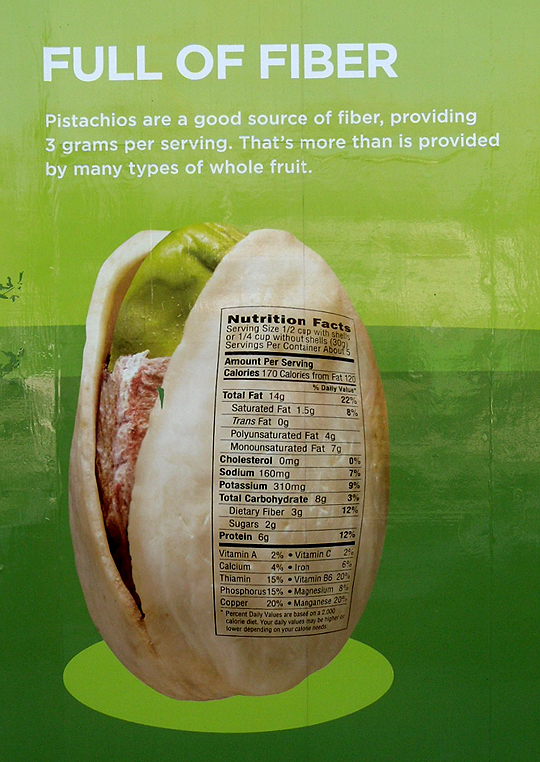 FULL OF FIBER
Pistachios are a good source of fiber, providing
3 grams per serving. That's more than is provided
by many types of whole fruit.
Nutrition Facts
Serving Size 1/2 cup with shells
or 1/4 cup without shells (30g)
Servings Per Container About 5
Amount Per Serving
Calories 170 Calories from Fat 120
% Daily Value*
Total Fat 14g 22%
Saturated Fat 1.5g 8%
Trans Fat 0g
Polyunsaturated Fat 4g
Monounsaturated Fat 7g
Cholesterol 0mg 0%
Sodium 160mg 7%
Potassium 310mg 9%
Total Carbohydrate 8g 3%
Dietary Fiber 3g 12%
Sugars 2g
Protein 6g 12%
Vitamin A 2% • Vitamin C 2%
Calcium 4% • Iron 6%
Thiamin 15% • Vitamin B6 20%
Phosphorus 15% • Magnesium 8%
Copper 20% • Manganese 20%
* Percent Daily Values are based on a 2,000
calorie diet. Your daily values may be higher or
lower depending on your calorie needs.